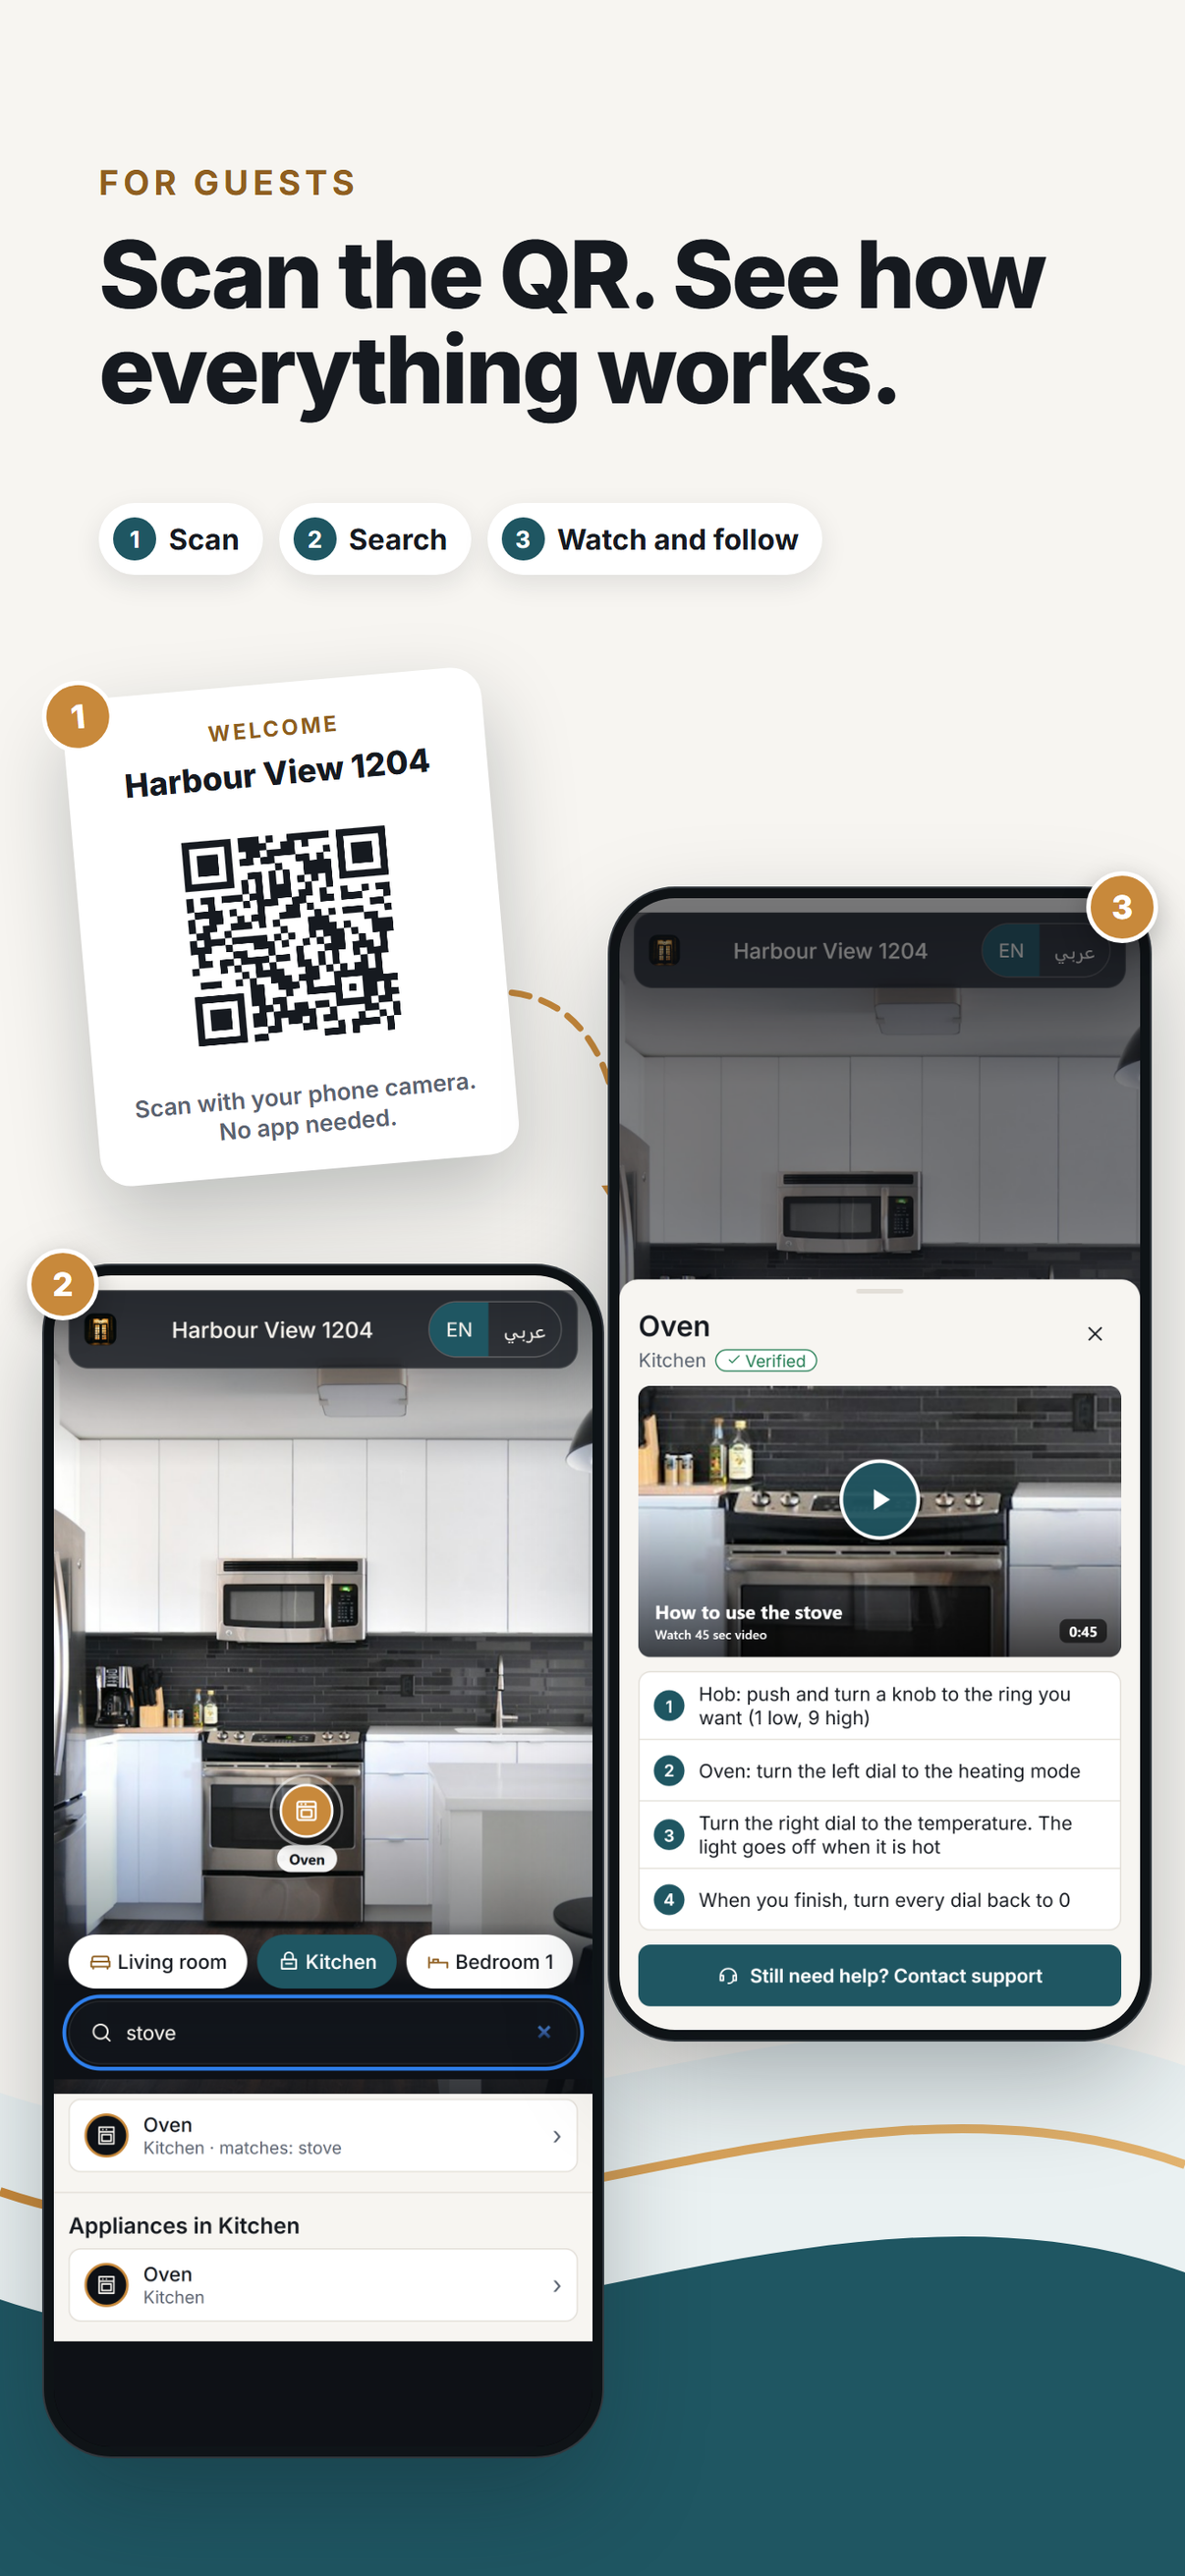 FOR GUESTS
Scan the QR. See how
everything works.
1 Scan
2 Search
3 Watch and follow
1
WELCOME
Harbour View 1204
Scan with your phone camera.
No app needed.
2
Harbour View 1204
EN
عربي
Oven
Living room
Kitchen
Bedroom 1
stove
Oven
Kitchen · matches: stove
Appliances in Kitchen
Oven
Kitchen
3
Harbour View 1204
EN
عربي
Oven
Kitchen
Verified
How to use the stove
Watch 45 sec video
0:45
1 Hob: push and turn a knob to the ring you
want (1 low, 9 high)
2 Oven: turn the left dial to the heating mode
3 Turn the right dial to the temperature. The
light goes off when it is hot
4 When you finish, turn every dial back to 0
Still need help? Contact support